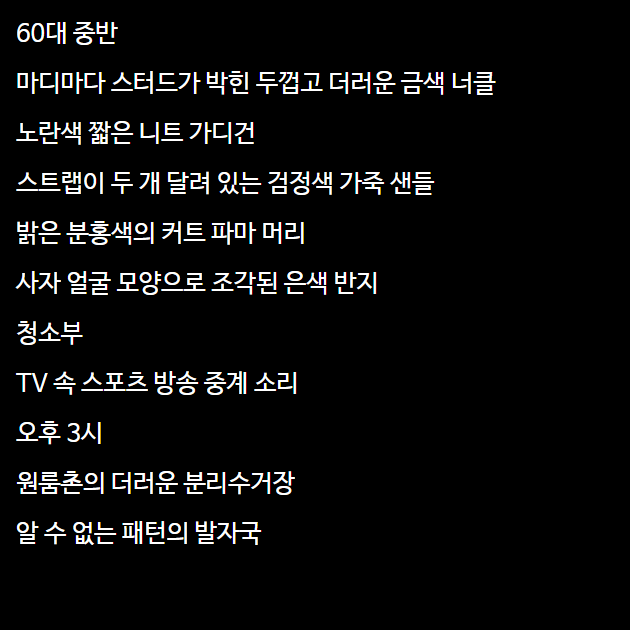 60대 중반
마디마다 스터드가 박힌 두껍고 더러운 금색 너클
노란색 짧은 니트 가디건
스트랩이 두 개 달려 있는 검정색 가죽 샌들
밝은 분홍색의 커트 파마 머리
사자 얼굴 모양으로 조각된 은색 반지
청소부
TV 속 스포츠 방송 중계 소리
오후 3시
원룸촌의 더러운 분리수거장
알 수 없는 패턴의 발자국